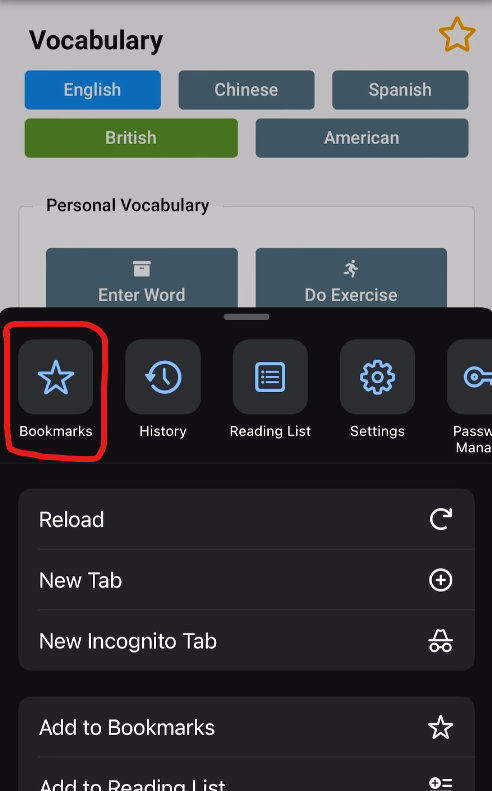 Vocabulary
English Chinese Spanish
British American
Personal Vocabulary
Enter Word Do Exercise
Bookmarks History Reading List Settings Passw
Mana
Reload
New Tab
New Incognito Tab
Add to Bookmarks
Add to Reading List